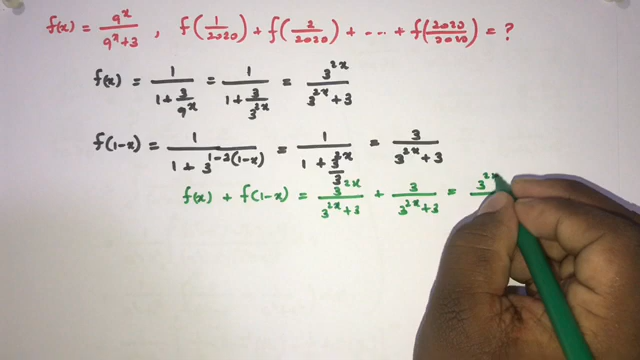 f(x) = 9^x / (9^x + 3) , f(1/2020) + f(2/2020) + ---- + f(2020/2020) = ?
f(x) = 1 / (1 + 3/9^x) = 1 / (1 + 3/3^{2x}) = 3^{2x} / (3^{2x} + 3)
f(1-x) = 1 / (1 + 3^{1-2(1-x)}) = 1 / (1 + 3^{2x}/3) = 3 / (3^{2x} + 3)
f(x) + f(1-x) = 3^{2x} / (3^{2x} + 3) + 3 / (3^{2x} + 3) = 3^{2x}